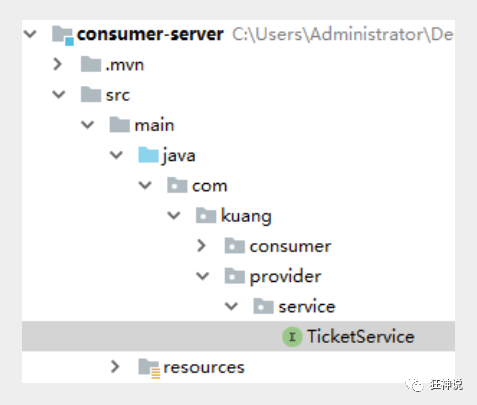 consumer-server C:\Users\Administrator\De
.mvn
src
main
java
com
kuang
consumer
provider
service
I TicketService
resources
狂神说